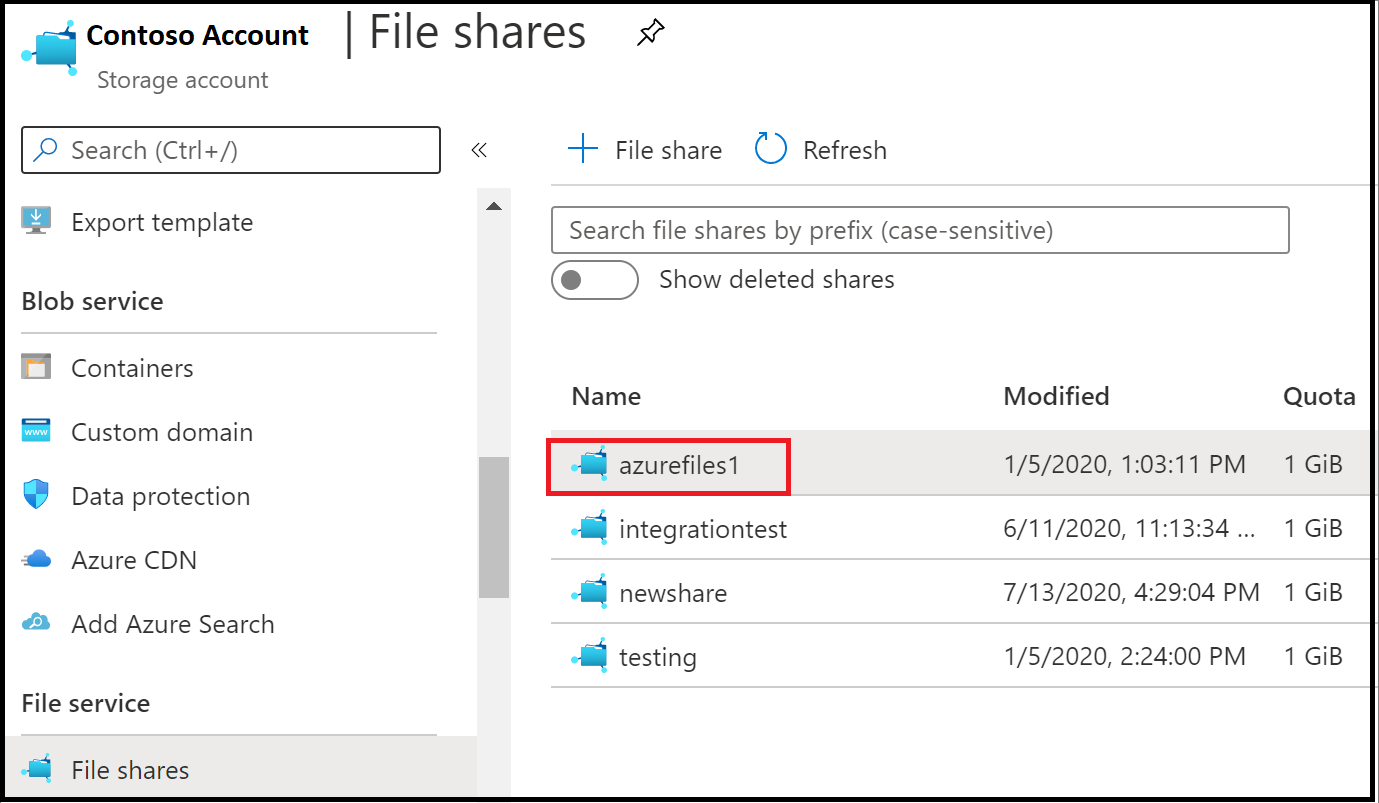 Contoso Account | File shares
Storage account
Search (Ctrl+/)
«
Export template
Blob service
Containers
www
Custom domain
Data protection
Azure CDN
Add Azure Search
File service
File shares
+ File share Refresh
Search file shares by prefix (case-sensitive)
Show deleted shares
Name Modified Quota
azurefiles1 1/5/2020, 1:03:11 PM 1 GiB
integrationtest 6/11/2020, 11:13:34 ... 1 GiB
newshare 7/13/2020, 4:29:04 PM 1 GiB
testing 1/5/2020, 2:24:00 PM 1 GiB